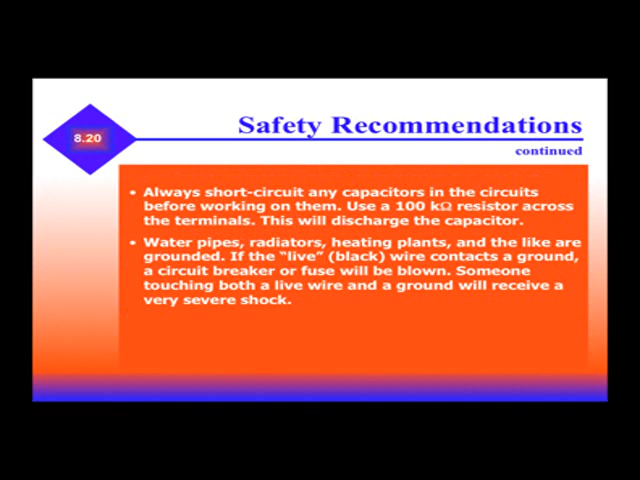 8.20
Safety Recommendations
continued
• Always short-circuit any capacitors in the circuits
before working on them. Use a 100 kΩ resistor across
the terminals. This will discharge the capacitor.
• Water pipes, radiators, heating plants, and the like are
grounded. If the “live” (black) wire contacts a ground,
a circuit breaker or fuse will be blown. Someone
touching both a live wire and a ground will receive a
very severe shock.